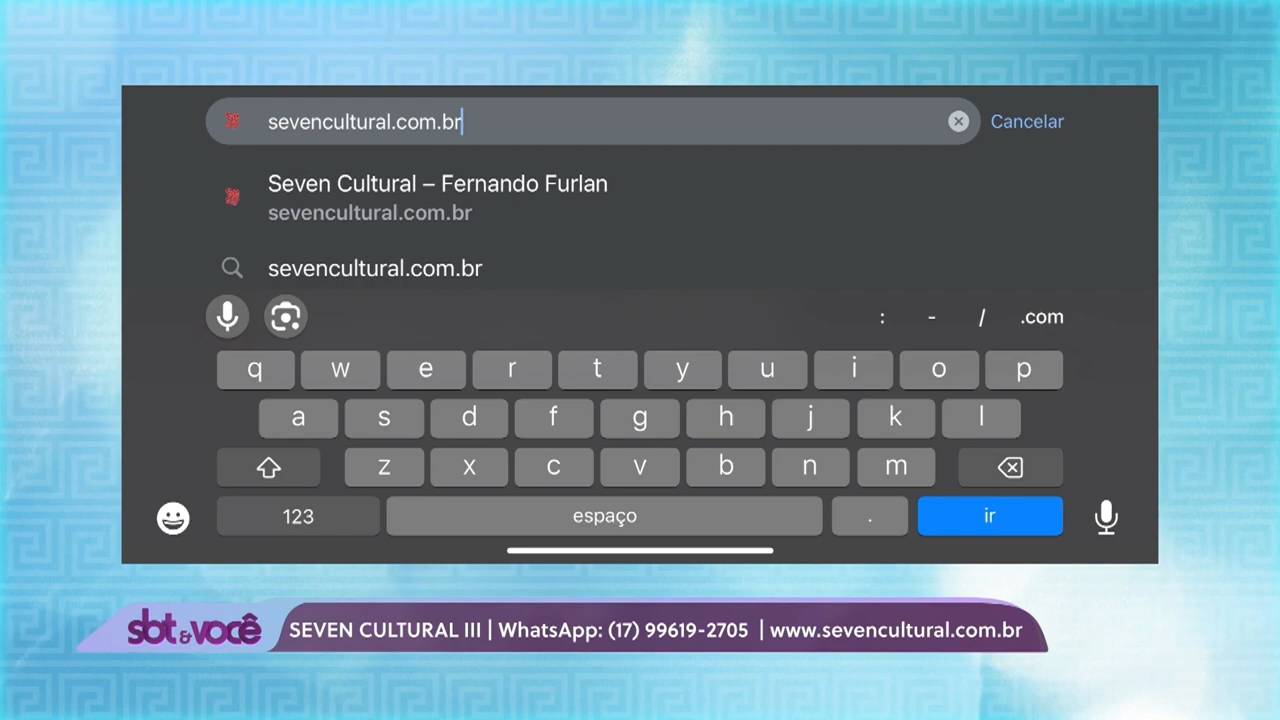 sevencultural.com.br
Cancelar
Seven Cultural – Fernando Furlan
sevencultural.com.br
sevencultural.com.br
: - / .com
q w e r t y u i o p
a s d f g h j k l
z x c v b n m
123 espaço . ir
sbt &você
SEVEN CULTURAL III | WhatsApp: (17) 99619-2705 | www.sevencultural.com.br